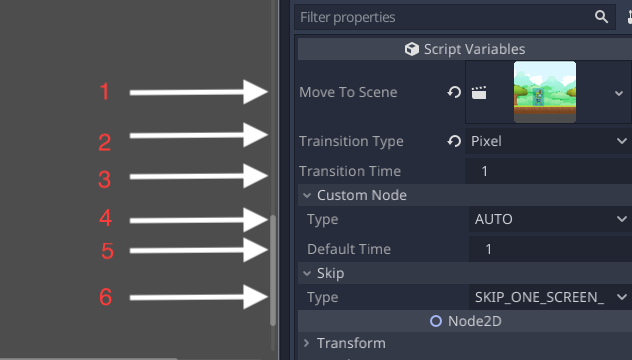 Filter properties
Script Variables
1 Move To Scene
2 Trainsition Type Pixel
3 Transition Time 1
Custom Node
4 Type AUTO
5 Default Time 1
Skip
6 Type SKIP_ONE_SCREEN_
Node2D
Transform